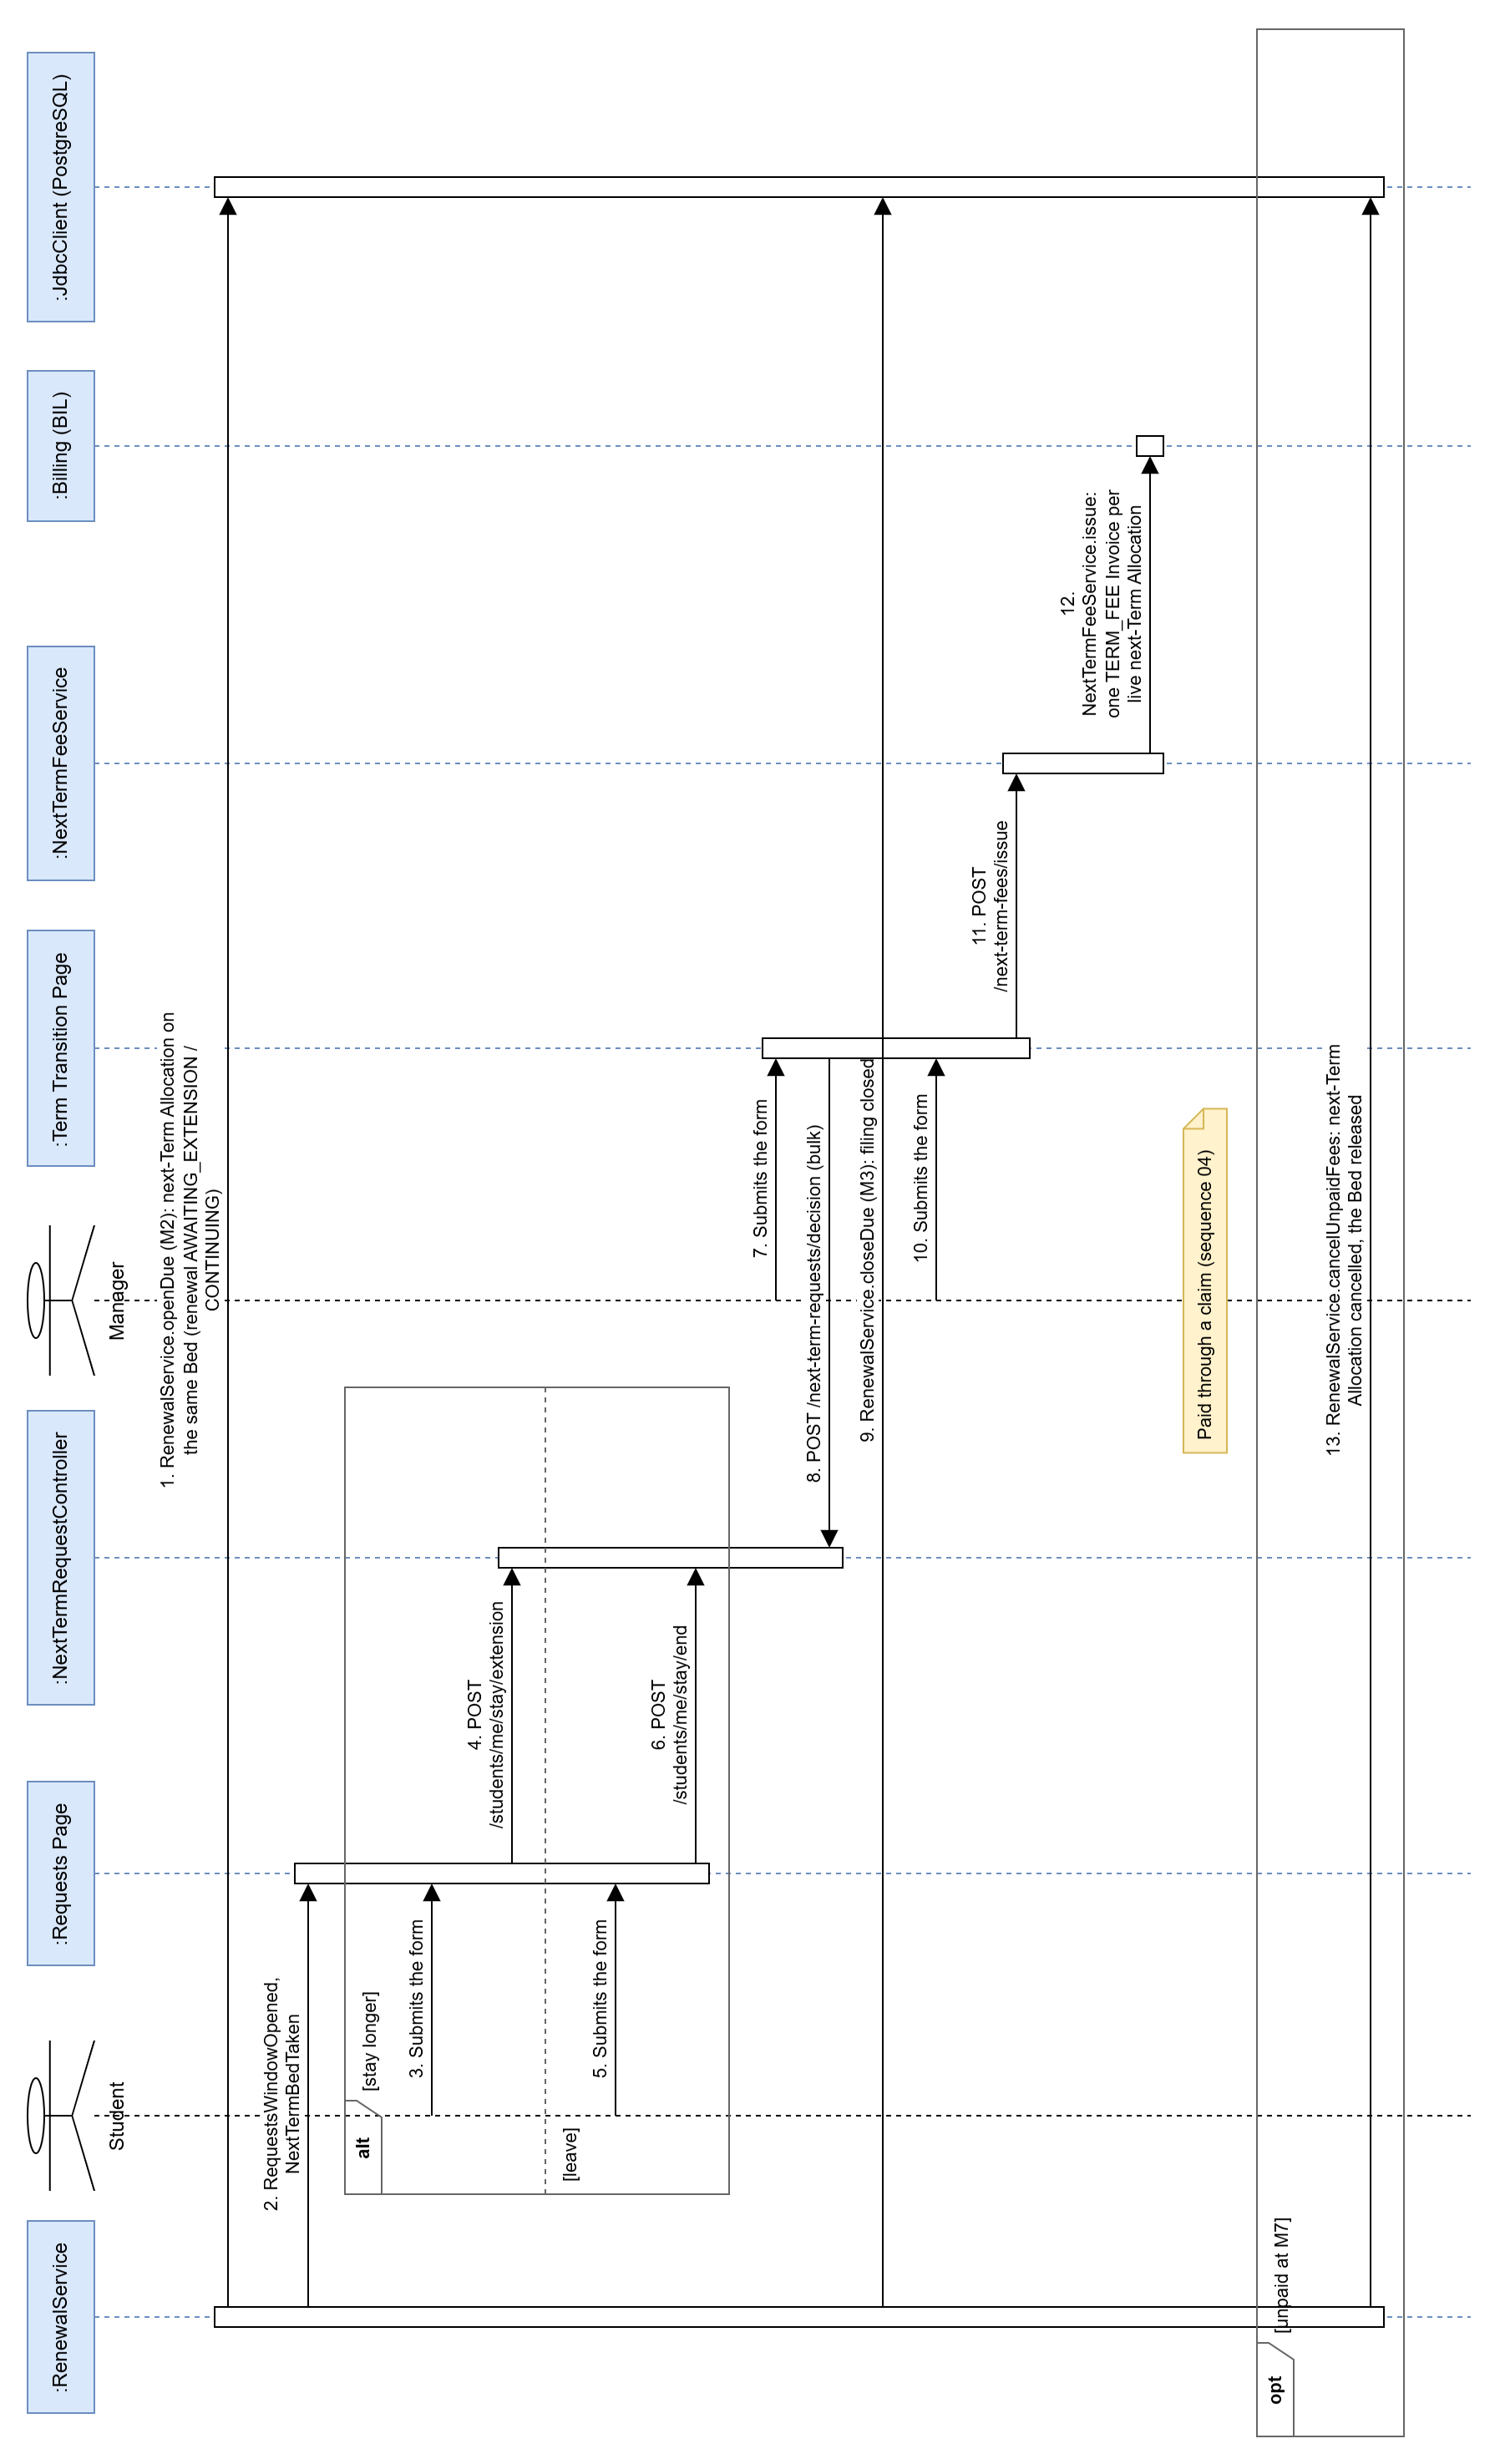 :RenewalService
Student
:Requests Page
:NextTermRequestController
Manager
:Term Transition Page
:NextTermFeeService
:Billing (BIL)
:JdbcClient (PostgreSQL)
1. RenewalService.openDue (M2): next-Term Allocation on
the same Bed (renewal AWAITING_EXTENSION /
CONTINUING)
2. RequestsWindowOpened,
NextTermBedTaken
alt
[stay longer]
3. Submits the form
4. POST
/students/me/stay/extension
[leave]
5. Submits the form
6. POST
/students/me/stay/end
7. Submits the form
8. POST /next-term-requests/decision (bulk)
9. RenewalService.closeDue (M3): filing closed
10. Submits the form
11. POST
/next-term-fees/issue
12.
NextTermFeeService.issue:
one TERM_FEE Invoice per
live next-Term Allocation
Paid through a claim (sequence 04)
opt
[unpaid at M7]
13. RenewalService.cancelUnpaidFees: next-Term
Allocation cancelled, the Bed released